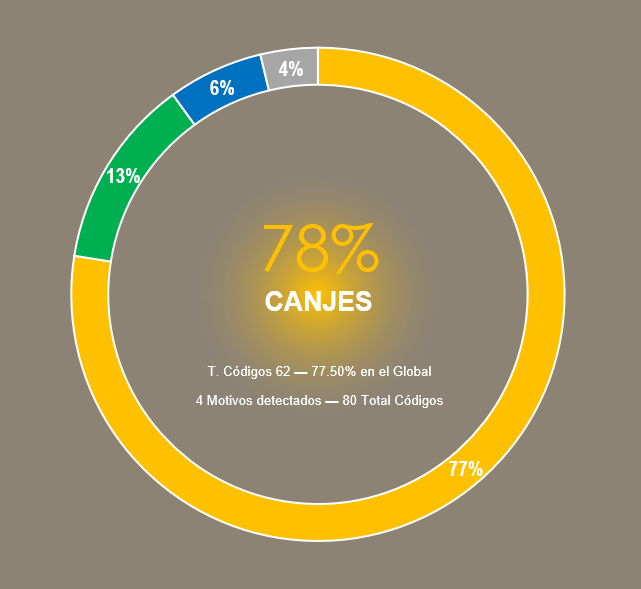 4%
6%
13%
78%
CANJES
T. Códigos 62 — 77.50% en el Global
4 Motivos detectados — 80 Total Códigos
77%